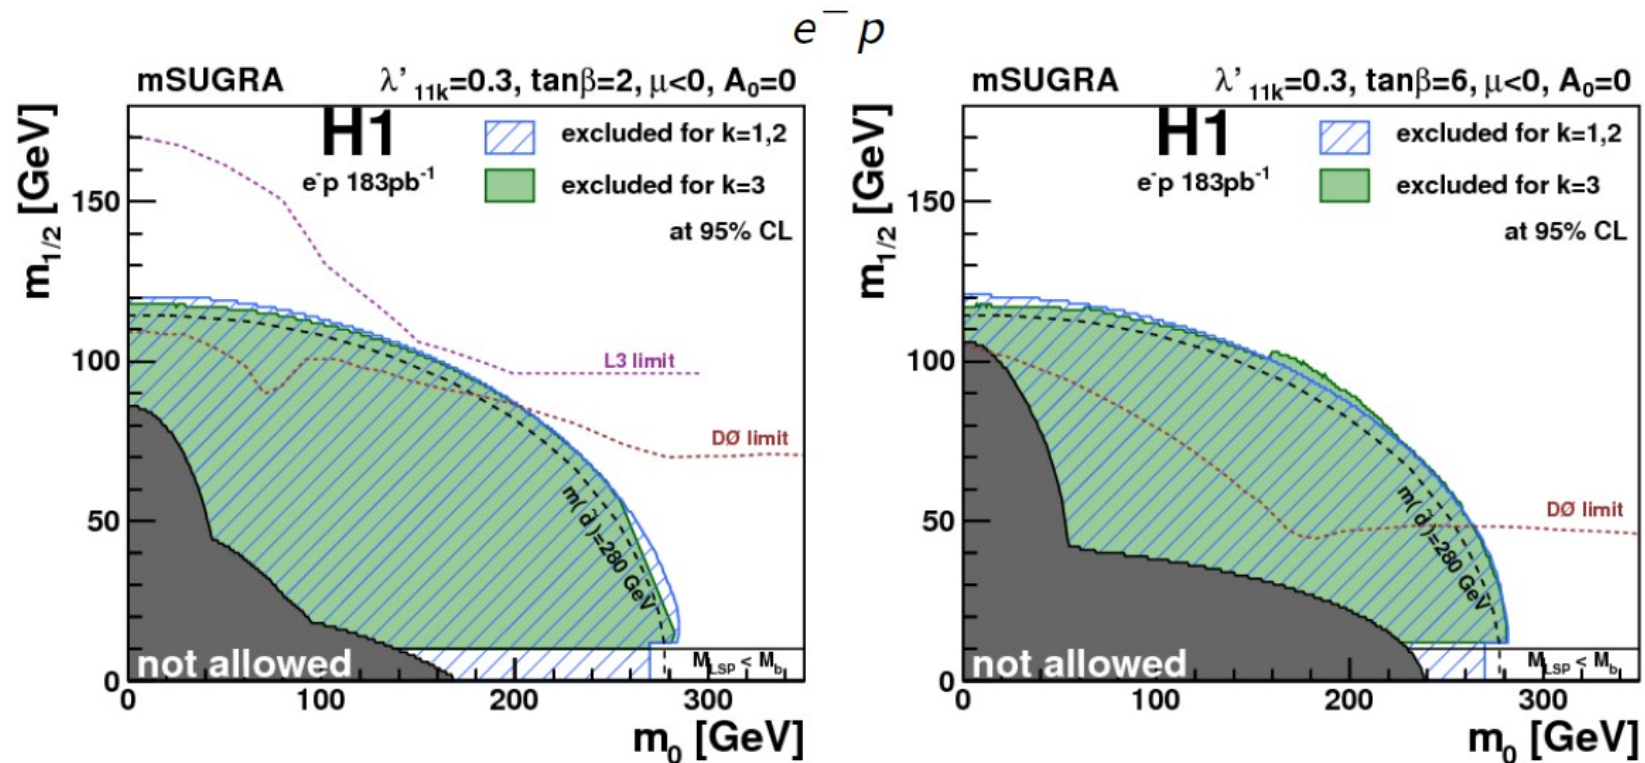 e⁻ p
mSUGRA λ'₁₁ₖ=0.3, tanβ=2, μ<0, A₀=0
H1
e⁻p 183pb⁻¹
excluded for k=1,2
excluded for k=3
at 95% CL
L3 limit
DØ limit
m(d̃)=280 GeV
not allowed
M_LSP < M_b
m₁/₂ [GeV]
150
100
50
0
0 100 200 300
m₀ [GeV]
mSUGRA λ'₁₁ₖ=0.3, tanβ=6, μ<0, A₀=0
H1
e⁻p 183pb⁻¹
excluded for k=1,2
excluded for k=3
at 95% CL
DØ limit
m(d̃)=280 GeV
not allowed
M_LSP < M_b
m₁/₂ [GeV]
150
100
50
0
0 100 200 300
m₀ [GeV]